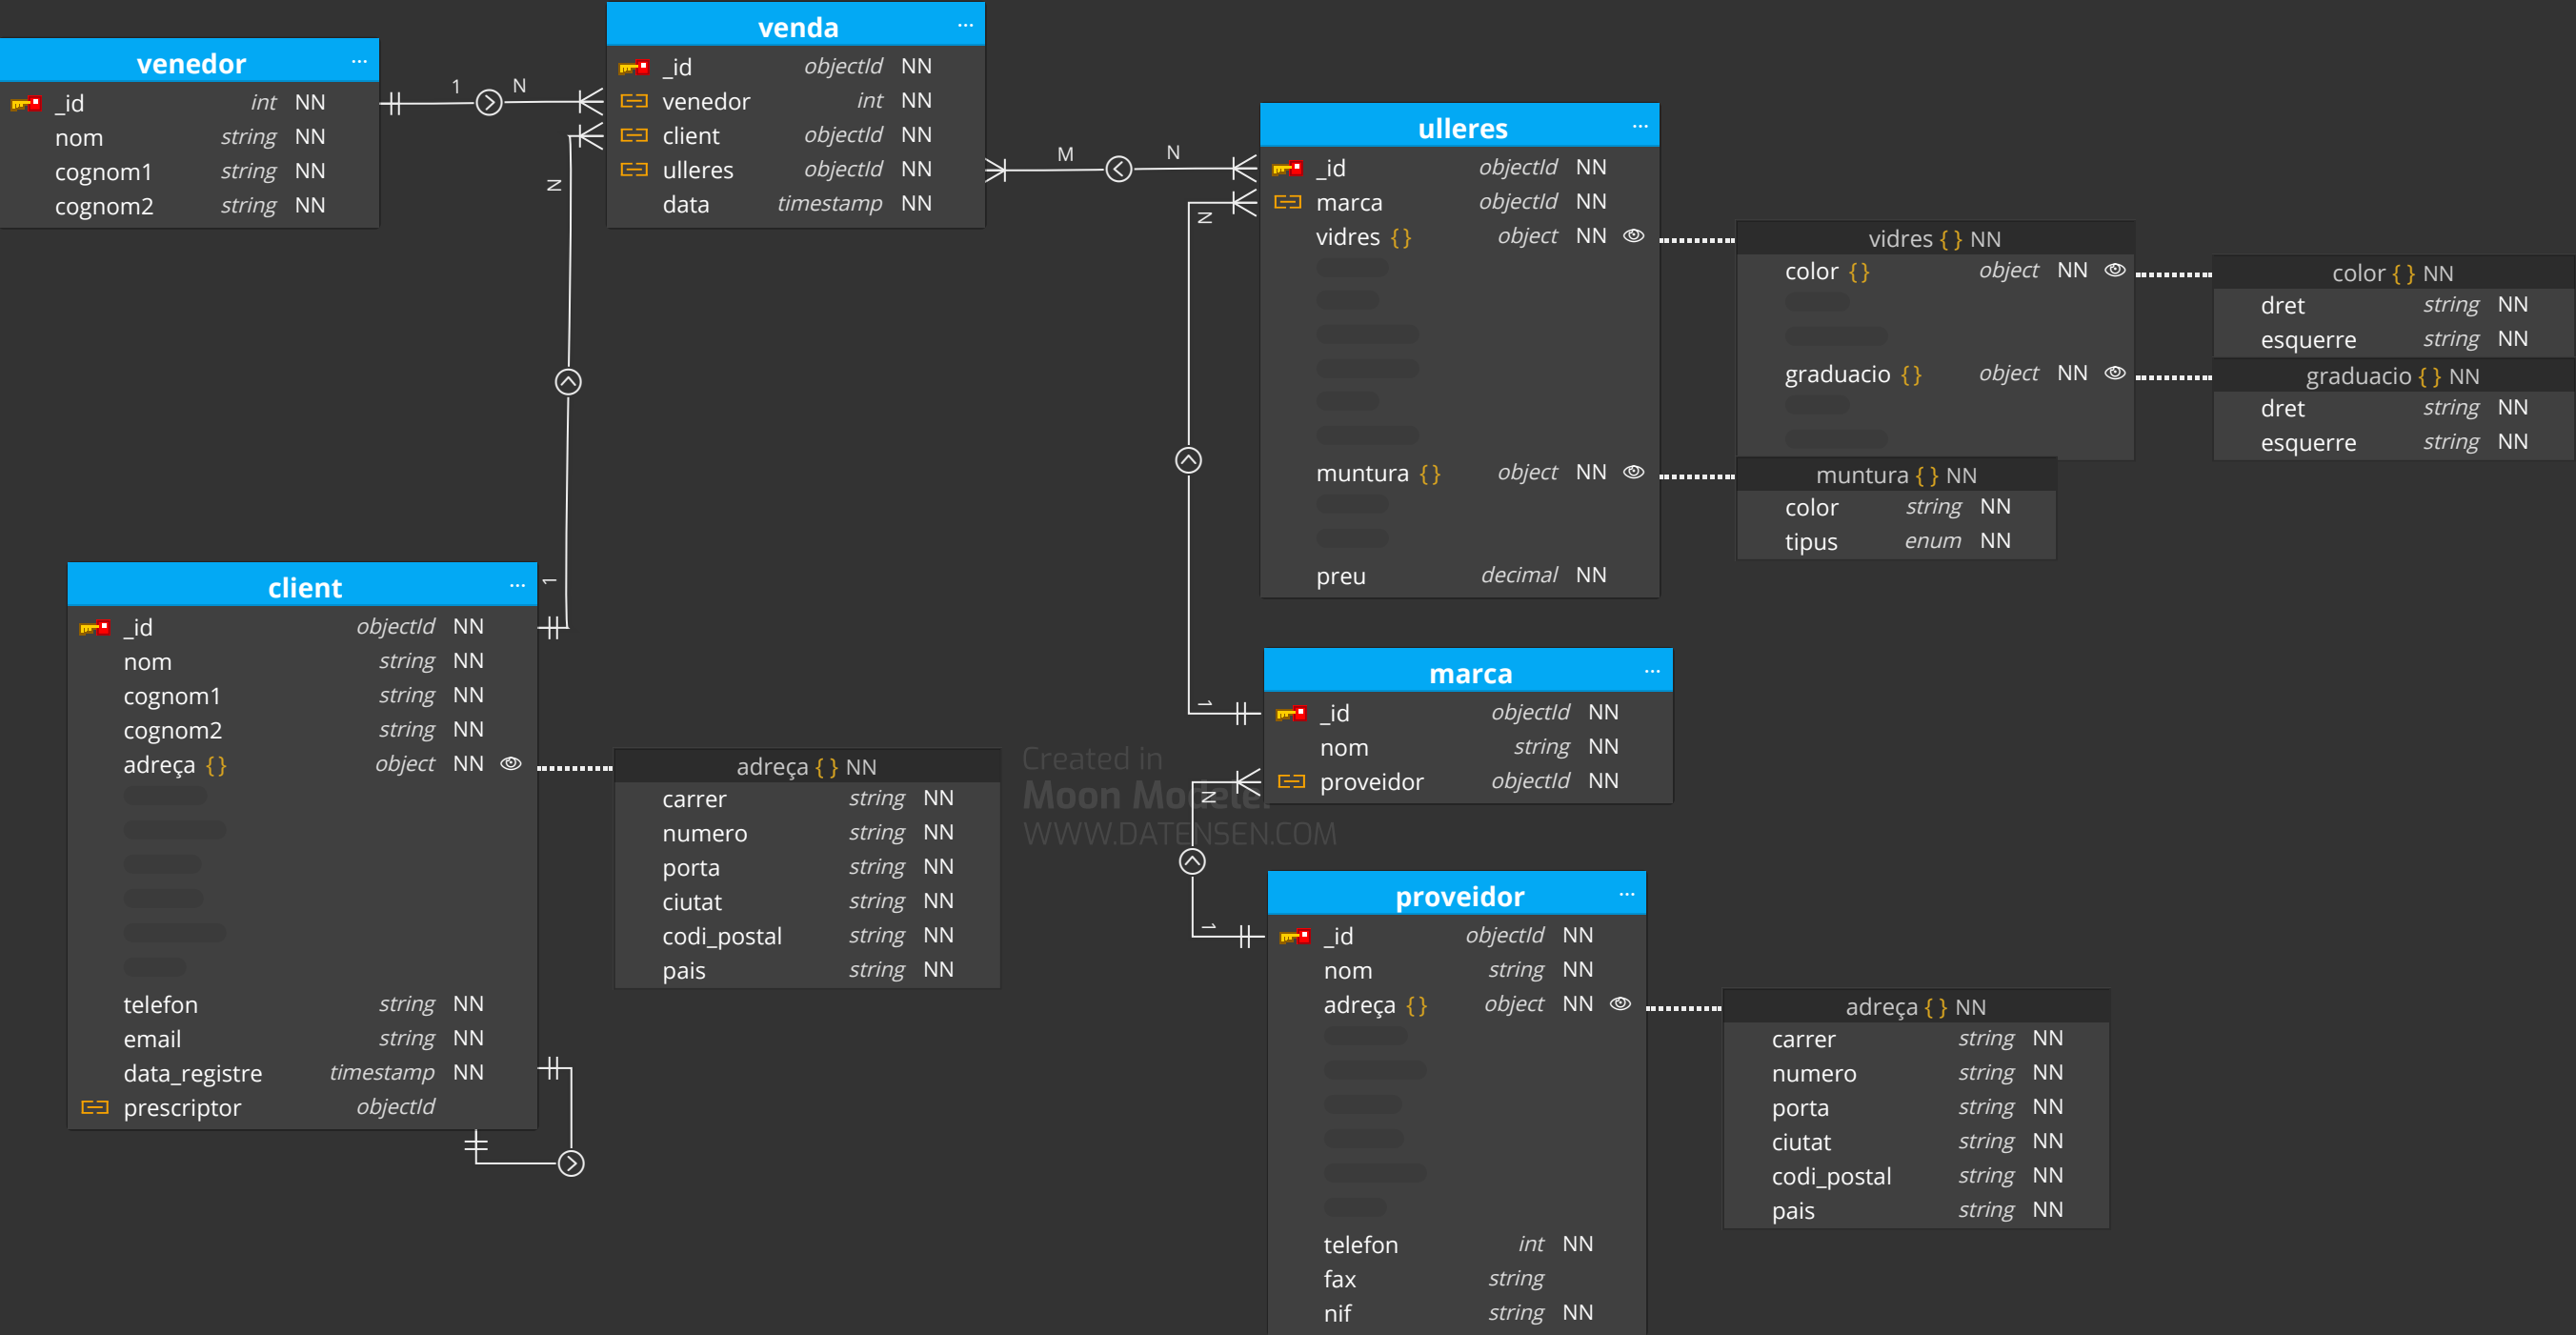 venedor ...
_id int NN
nom string NN
cognom1 string NN
cognom2 string NN
1 N
venda ...
_id objectId NN
venedor int NN
client objectId NN
ulleres objectId NN
data timestamp NN
N
1
M N
ulleres ...
_id objectId NN
marca objectId NN
vidres {} object NN
muntura {} object NN
preu decimal NN
N
1
vidres {} NN
color {} object NN
graduacio {} object NN
color {} NN
dret string NN
esquerre string NN
graduacio {} NN
dret string NN
esquerre string NN
muntura {} NN
color string NN
tipus enum NN
client ...
_id objectId NN
nom string NN
cognom1 string NN
cognom2 string NN
adreça {} object NN
telefon string NN
email string NN
data_registre timestamp NN
prescriptor objectId
adreça {} NN
carrer string NN
numero string NN
porta string NN
ciutat string NN
codi_postal string NN
pais string NN
Created in
Moon Modeler
WWW.DATENSEN.COM
marca ...
_id objectId NN
nom string NN
proveidor objectId NN
N
1
proveidor ...
_id objectId NN
nom string NN
adreça {} object NN
telefon int NN
fax string
nif string NN
adreça {} NN
carrer string NN
numero string NN
porta string NN
ciutat string NN
codi_postal string NN
pais string NN